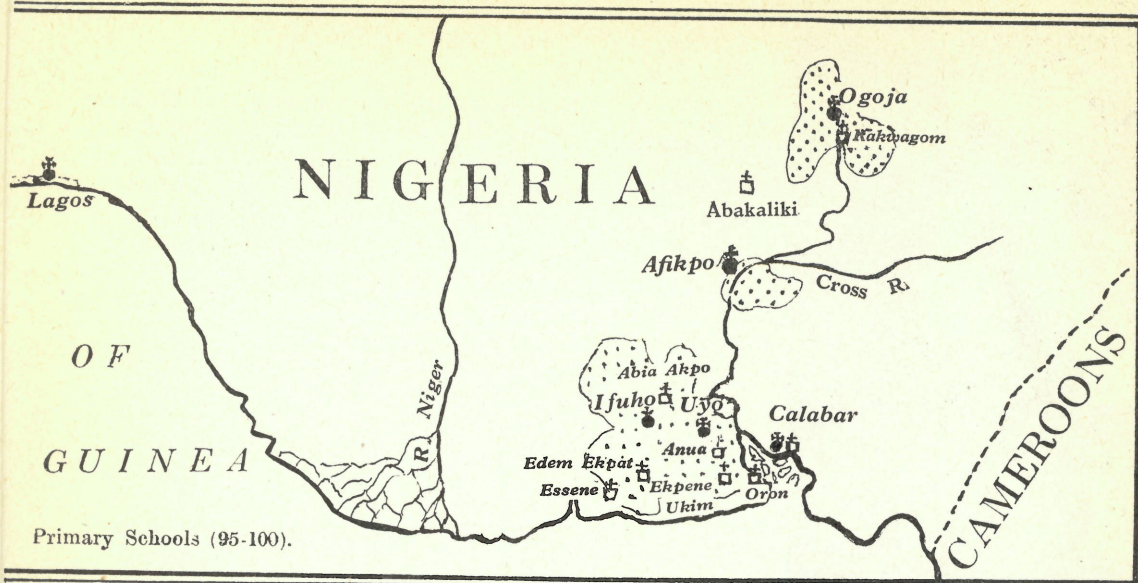 Ogoja
Kakwagom
NIGERIA
Lagos
Abakaliki
Afikpo
Cross R.
OF
GUINEA
R. Niger
Abia Akpo
Ifuho Uyo
Calabar
Anua
Edem Ekpat
Essene
Ekpene
Ukim
Oron
CAMEROONS
Primary Schools (95-100).